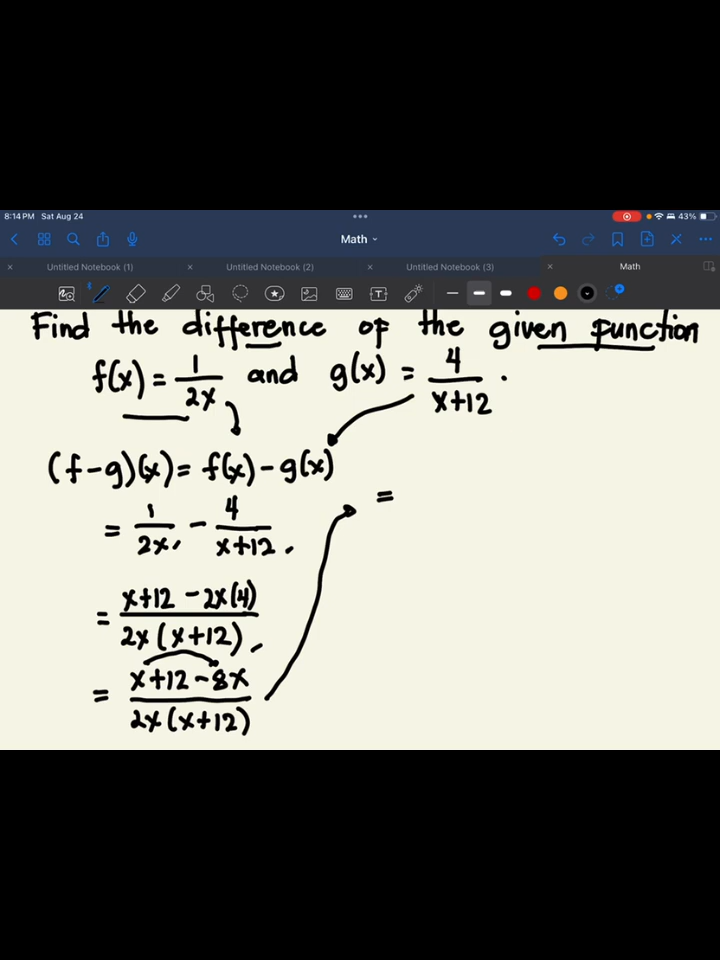 8:14 PM Sat Aug 24 43%
Math
Untitled Notebook (1) Untitled Notebook (2) Untitled Notebook (3) Math
Find the difference of the given function
f(x) = 1/2x and g(x) = 4/x+12 .
(f-g)(x) = f(x) - g(x)
= 1/2x - 4/x+12
= x+12 - 2x(4)/2x(x+12)
= x+12 - 8x/2x(x+12)
=